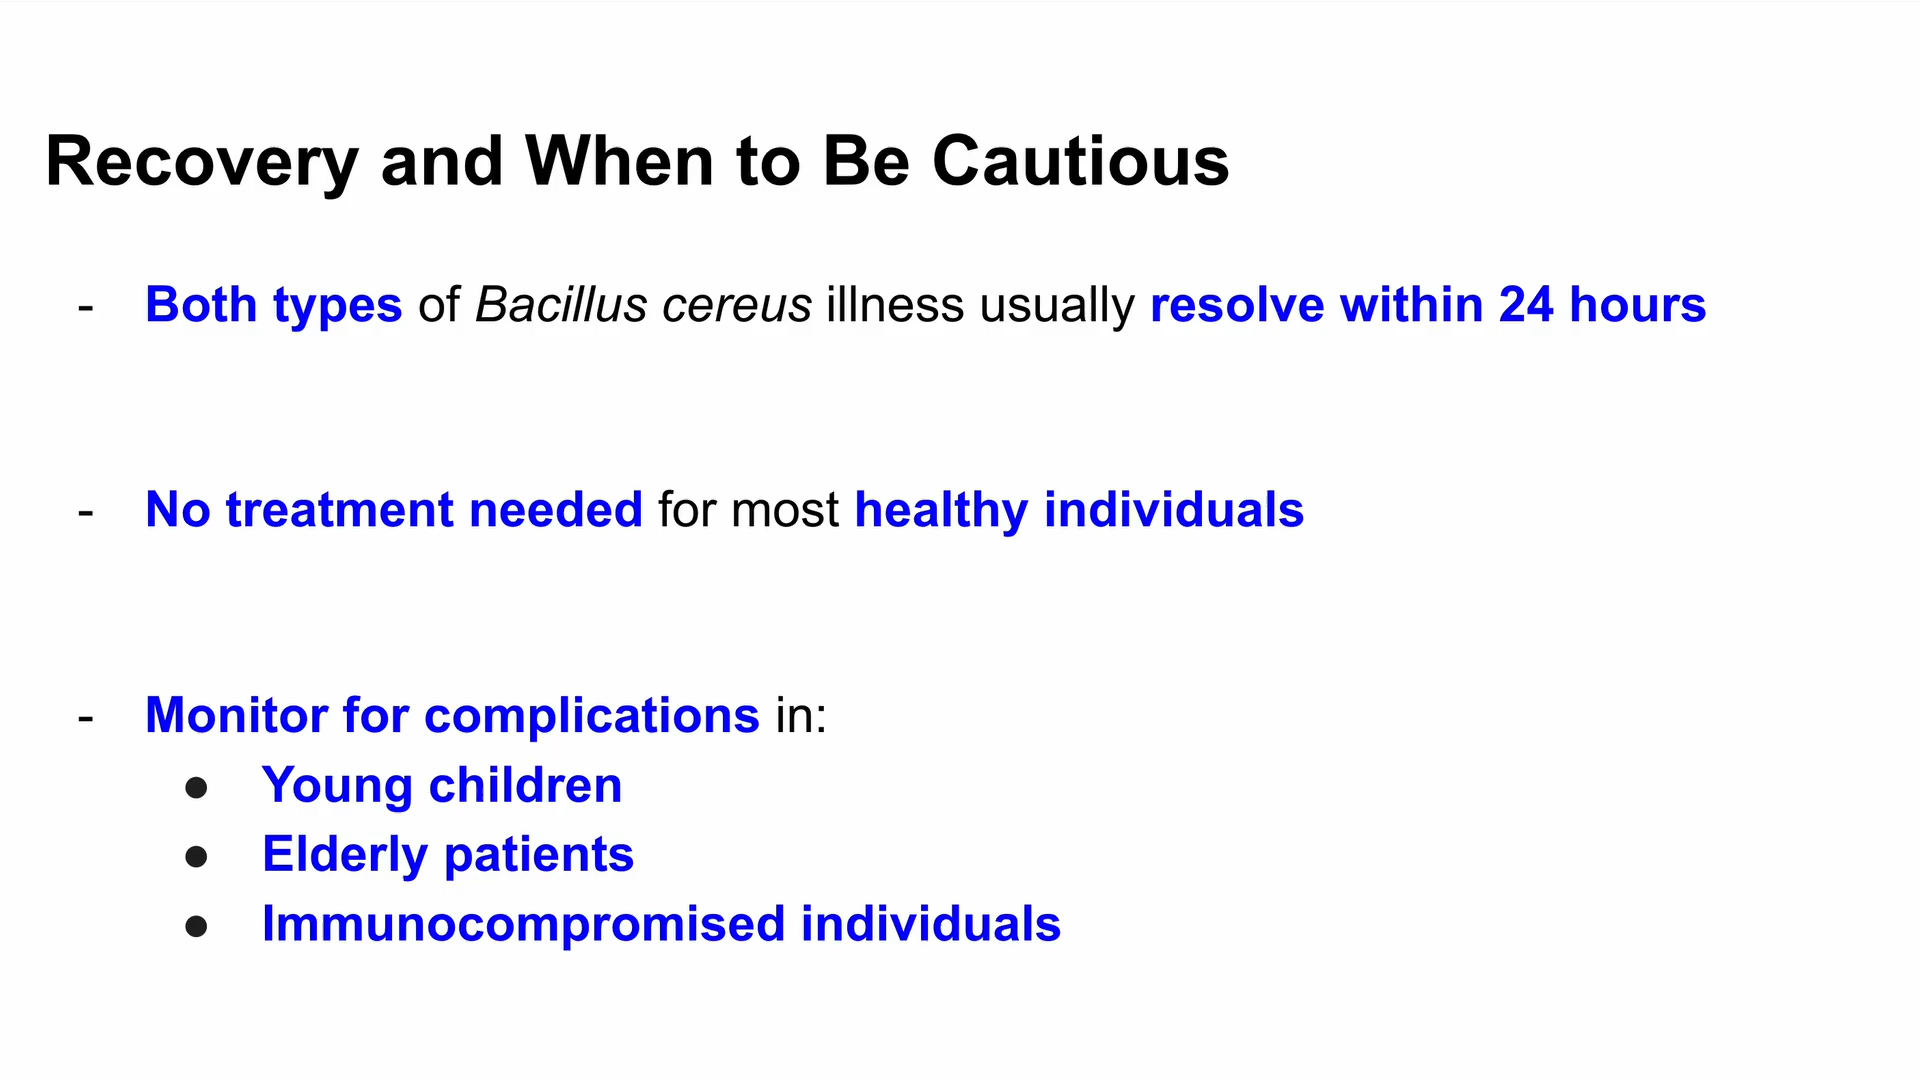 Recovery and When to Be Cautious
- Both types of Bacillus cereus illness usually resolve within 24 hours
- No treatment needed for most healthy individuals
- Monitor for complications in:
● Young children
● Elderly patients
● Immunocompromised individuals